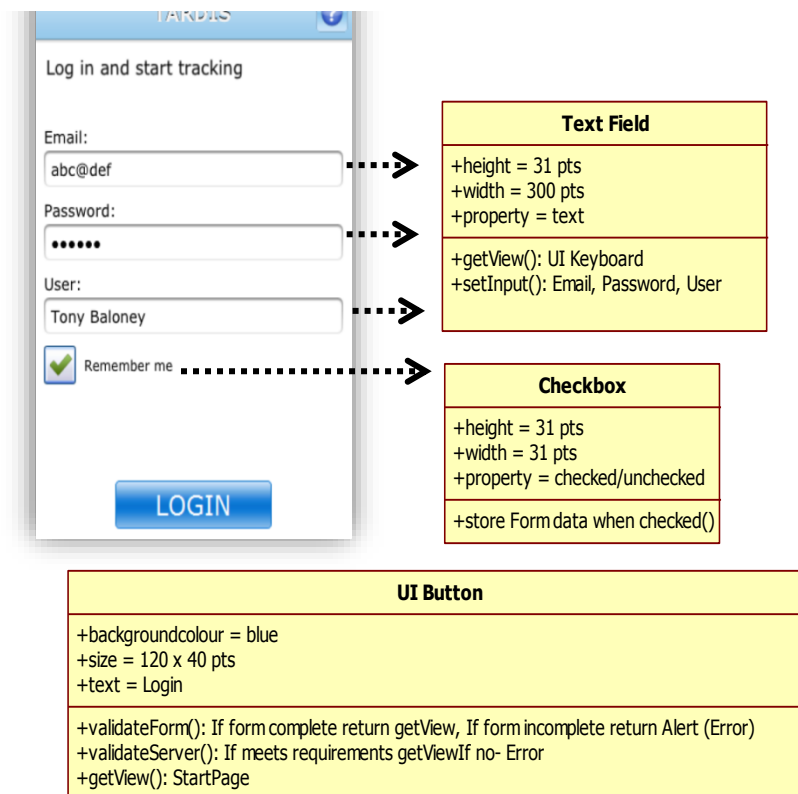 TARDIS
?
Log in and start tracking
Email:
abc@def
Password:
••••••
User:
Tony Baloney
Remember me
LOGIN
Text Field
+height = 31 pts
+width = 300 pts
+property = text
+getView(): UI Keyboard
+setInput(): Email, Password, User
Checkbox
+height = 31 pts
+width = 31 pts
+property = checked/unchecked
+store Form data when checked()
UI Button
+backgroundcolour = blue
+size = 120 x 40 pts
+text = Login
+validateForm(): If form complete return getView, If form incomplete return Alert (Error)
+validateServer(): If meets requirements getViewIf no- Error
+getView(): StartPage